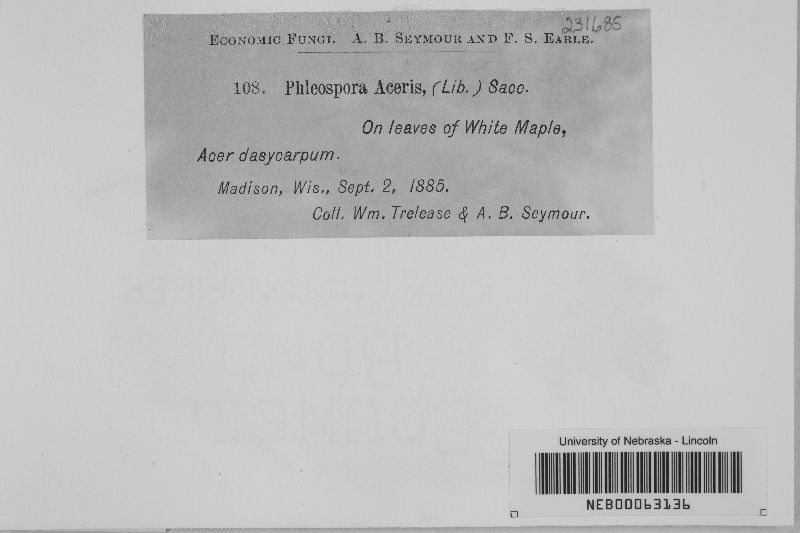 231685
ECONOMIC FUNGI. A. B. SEYMOUR AND F. S. EARLE.
108. Phleospora Aceris, (Lib.) Sacc.
On leaves of White Maple,
Acer dasycarpum.
Madison, Wis., Sept. 2, 1885.
Coll. Wm. Trelease & A. B. Seymour.
University of Nebraska - Lincoln
NEB00063136